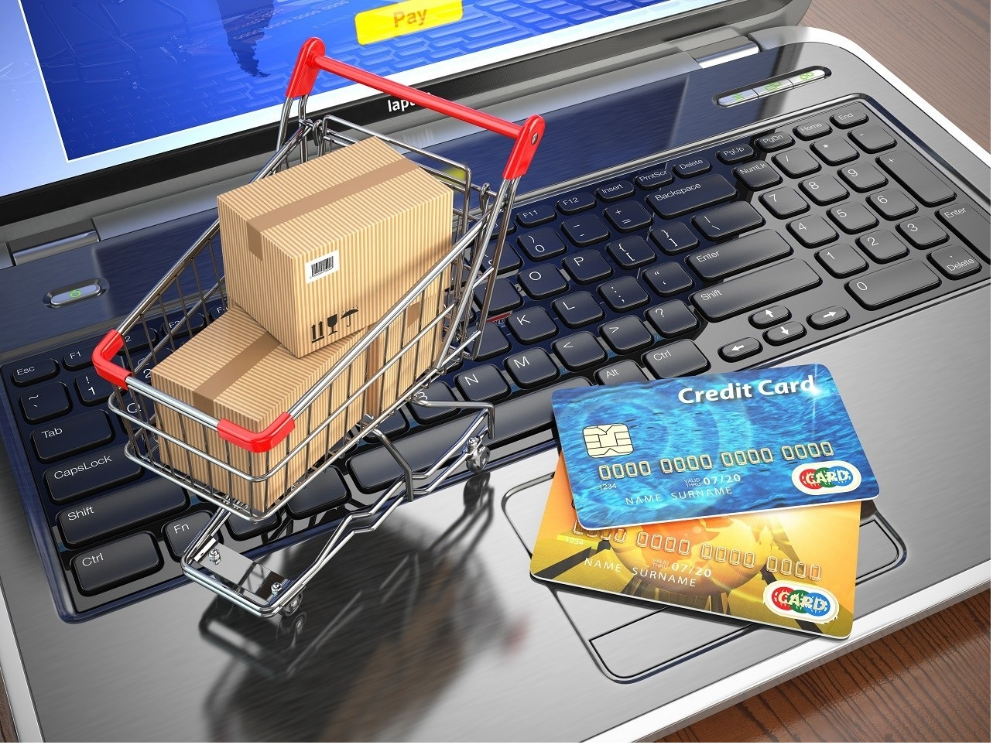 Pay
End
Home
PgDn
PgUp
Delete
PrntScr
Insert
F12
F11
NumLk
/
*
-
Backspace
+
=
-
_
)
0
7
8
9
+
|
\
}
]
{
[
P
O
4
5
6
Enter
"
'
:
;
L
K
1
2
3
Enter
Shift
?
>
<
M
N
0
.
Delete
Ctrl
Alt
Esc
F1
~
!
1
2
Tab
CapsLock
Shift
Fn
Ctrl
Credit Card
0000 0000 0000 0000
1234
VALID
THRU 07/20
NAME SURNAME
CARD
0000 0000 0000
1234
VALID
THRU 07/20
NAME SURNAME
CARD